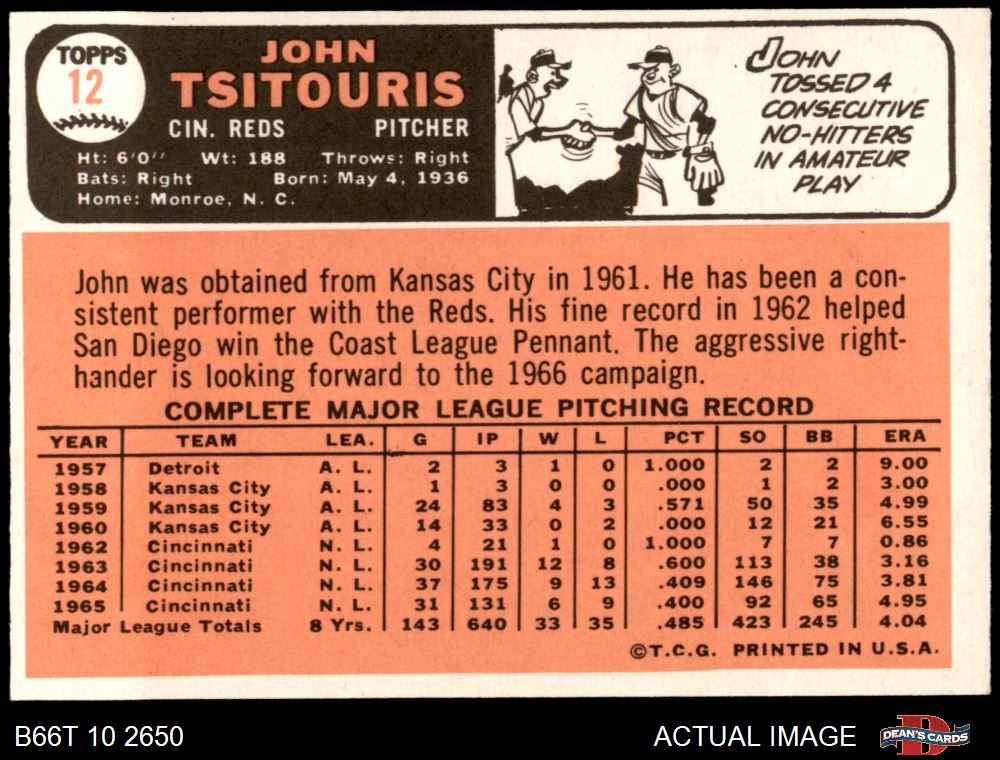 TOPPS
12
JOHN
TSITOURIS
CIN. REDS PITCHER
Ht: 6'0" Wt: 188 Throws: Right
Bats: Right Born: May 4, 1936
Home: Monroe, N. C.
JOHN
TOSSED 4
CONSECUTIVE
NO-HITTERS
IN AMATEUR
PLAY
John was obtained from Kansas City in 1961. He has been a con-
sistent performer with the Reds. His fine record in 1962 helped
San Diego win the Coast League Pennant. The aggressive right-
hander is looking forward to the 1966 campaign.
COMPLETE MAJOR LEAGUE PITCHING RECORD
YEAR TEAM LEA. G IP W L PCT SO BB ERA
1957 Detroit A. L. 2 3 1 0 1.000 2 2 9.00
1958 Kansas City A. L. 1 3 0 0 .000 1 2 3.00
1959 Kansas City A. L. 24 83 4 3 .571 50 35 4.99
1960 Kansas City A. L. 14 33 0 2 .000 12 21 6.55
1962 Cincinnati N. L. 4 21 1 0 1.000 7 7 0.86
1963 Cincinnati N. L. 30 191 12 8 .600 113 38 3.16
1964 Cincinnati N. L. 37 175 9 13 .409 146 75 3.81
1965 Cincinnati N. L. 31 131 6 9 .400 92 65 4.95
Major League Totals 8 Yrs. 143 640 33 35 .485 423 245 4.04
©T.C.G. PRINTED IN U.S.A.
B66T 10 2650 ACTUAL IMAGE DEAN'S CARDS